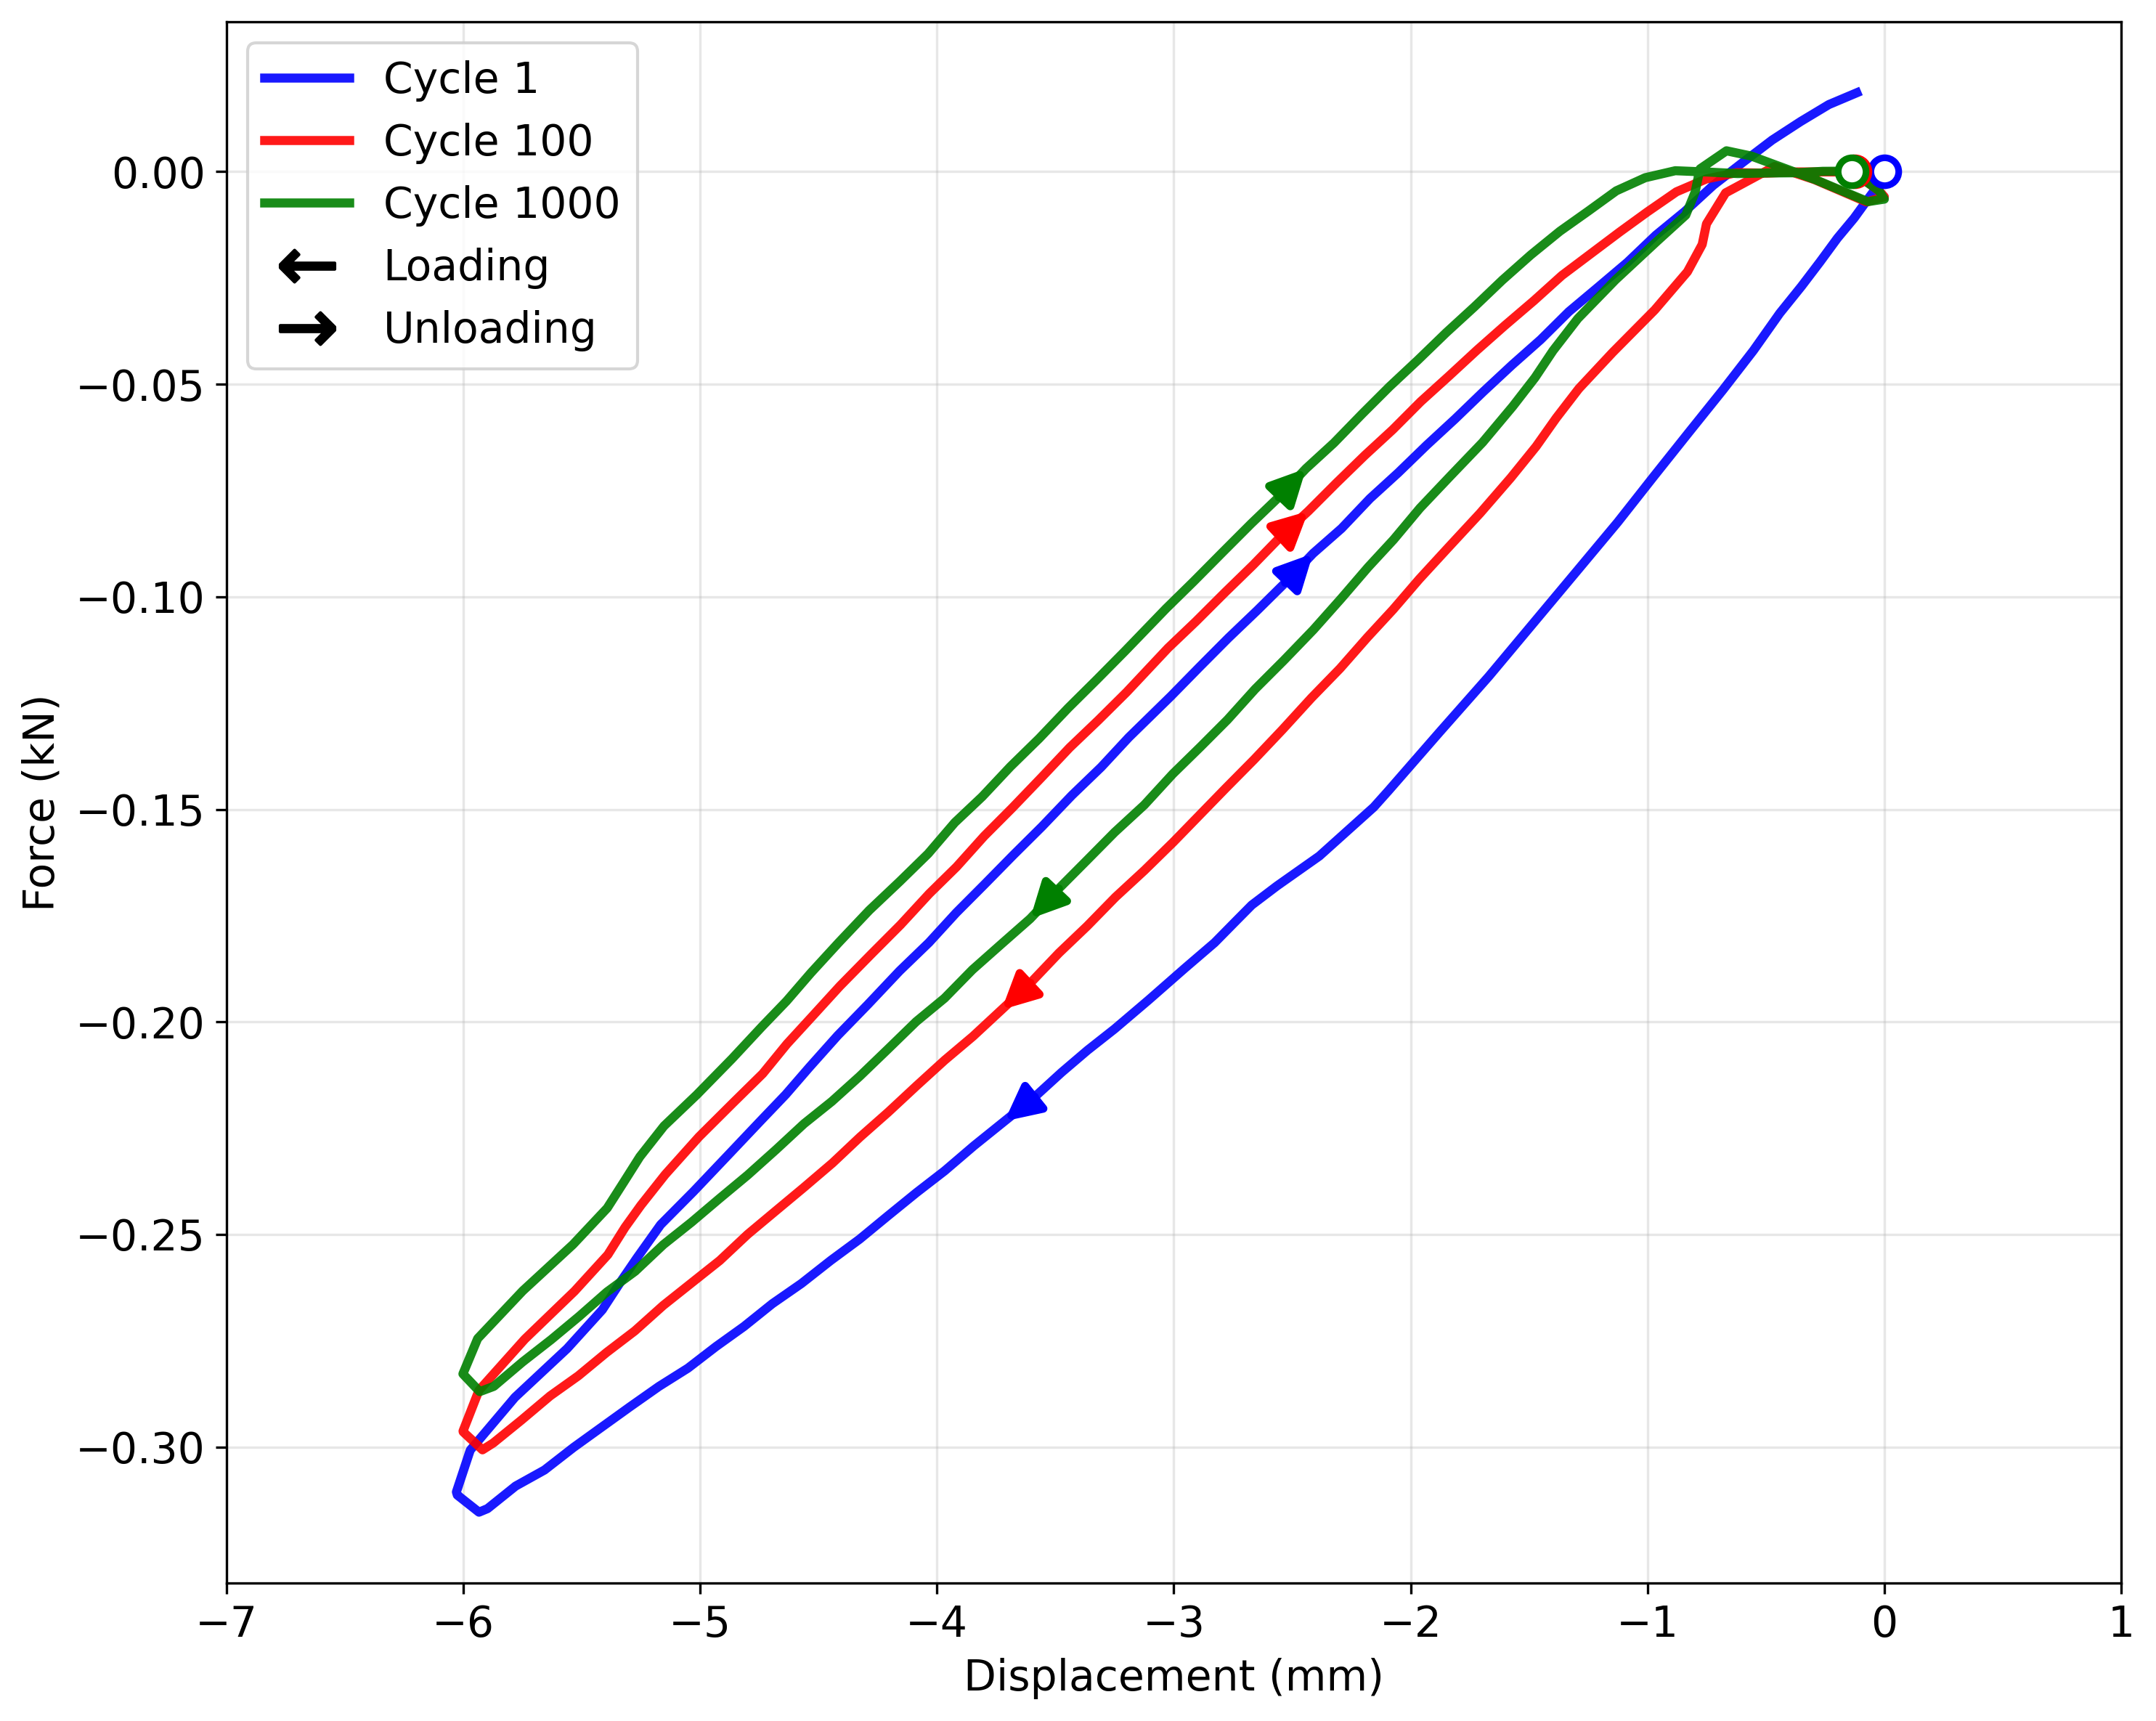 Cycle 1
Cycle 100
Cycle 1000
← Loading
→ Unloading
0.00
−0.05
−0.10
−0.15
−0.20
−0.25
−0.30
Force (kN)
−7 −6 −5 −4 −3 −2 −1 0 1
Displacement (mm)